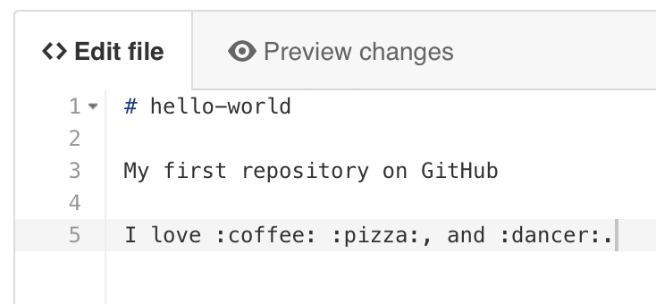 <> Edit file
Preview changes
1 # hello-world
2
3 My first repository on GitHub
4
5 I love :coffee: :pizza:, and :dancer:.